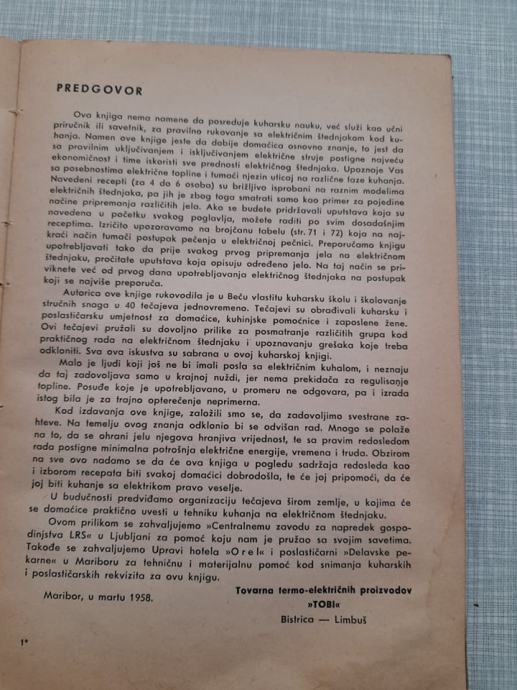 PREDGOVOR
Ova knjiga nema namene da posreduje kuharsku nauku, već služi kao učni
priručnik ili savetnik, za pravilno rukovanje sa električnim štednjakom kod ku-
hanja. Namen ove knjige jeste da dobije domaćica osnovno znanje, to jest da
sa pravilnim uključivanjem i isključivanjem električne struje postigne najveću
ekonomičnost i time iskoristi sve prednosti električnog štednjaka. Upoznaje Vas
sa posebnostima električne topline i tumači njezin uticaj na različne faze kuhanja.
Navedeni recepti (za 4 do 6 osoba) su brižljivo isprobani na raznim modelima
električnih štednjaka, pa ih je zbog toga smatrati samo kao primer za pojedine
načine pripremanja različitih jela. Ako se budete pridržavali uputstava koja su
navedena u početku svakog poglavlja, možete raditi po svim dosadašnjim
receptima. Izričito upozoravamo na brojčanu tabelu (str. 71 i 72) koja na naj-
kraći način tumači postupak pečenja u električnoj pećnici. Preporučamo knjigu
upotrebljavati tako da prije svakog prvog pripremanja jela na električnom
štednjaku, pročitate uputstva koja opisuju određeno jelo. Na taj način se pri-
viknete već od prvog dana upotrebljavanja električnog štednjaka na postupak
koji se najviše preporuča.
Autorica ove knjige rukovodila je u Beču vlastitu kuharsku školu i školovanje
stručnih snaga u 40 tečajeva jednovremeno. Tečajevi su obrađivali kuharsku i
poslastičarsku umjetnost za domaćice, kuhinjske pomoćnice i zaposlene žene.
Ovi tečajevi pružali su dovoljno prilike za posmatranje različitih grupa kod
praktičnog rada na električnom štednjaku i upoznavanju grešaka koje treba
odkloniti. Sva ova iskustva su sabrana u ovoj kuharskoj knjigi.
Malo je ljudi koji još ne bi imali posla sa električnim kuhalom, i neznaju
da taj zadovoljava samo u krajnoj nuždi, jer nema prekidača za regulisanje
topline. Posuđe koje je upotrebljavano, u promeru ne odgovara, pa i izrada
istog bila je za trajno opterečenje neprimerna.
Kod izdavanja ove knjige, založili smo se, da zadovoljimo svestrane za-
hteve. Na temelju ovog znanja odklonio bi se odvišan rad. Mnogo se polaže
na to, da se ohrani jelu njegova hranjiva vrijednost, te sa pravim redosledom
rada postigne minimalna potrošnja električne energije, vremena i truda. Obzirom
na sve ovo nadamo se da će ova knjiga u pogledu sadržaja redosleda kao
i izborom recepata biti svakoj domaćici dobrodošla, te će joj pripomoći, da će
joj biti kuhanje sa elektrikom pravo veselje.
U budućnosti predviđamo organizaciju tečajeva širom zemlje, u kojima će
se domaćice praktično uvesti u tehniku kuhanja na električnom štednjaku.
Ovom prilikom se zahvaljujemo »Centralnemu zavodu za napredek gospo-
dinjstva LRS« u Ljubljani za pomoć koju nam je pružao sa svojim savetima.
Takođe se zahvaljujemo Upravi hotela »Orel« i poslastičarni »Delavske pe-
karne« u Mariboru za tehničnu i materijalnu pomoć kod snimanja kuharskih
i poslastičarskih rekvizita za ovu knjigu.
Maribor, u martu 1958.
Tovarna termo-električnih proizvodov
»TOBI«
Bistrica — Limbuš
1*